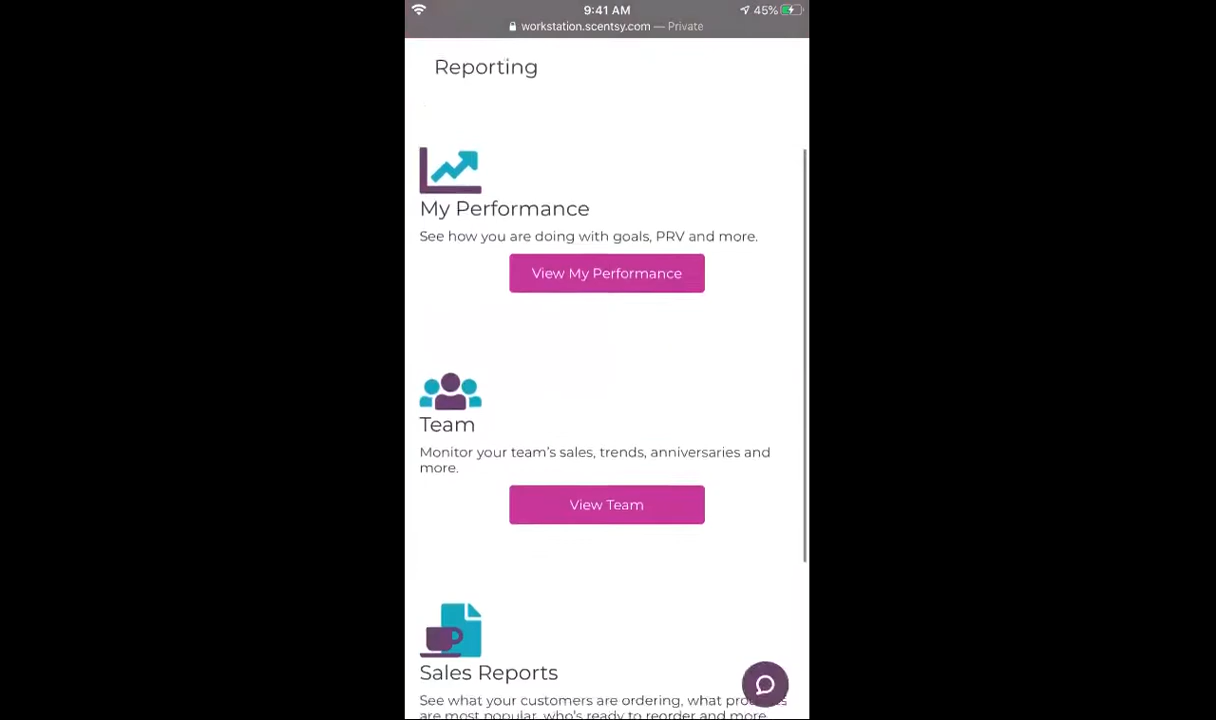 9:41 AM
45%
workstation.scentsy.com — Private
Reporting
My Performance
See how you are doing with goals, PRV and more.
View My Performance
Team
Monitor your team's sales, trends, anniversaries and
more.
View Team
Sales Reports
See what your customers are ordering, what
are most popular, who's ready to reorder and more.